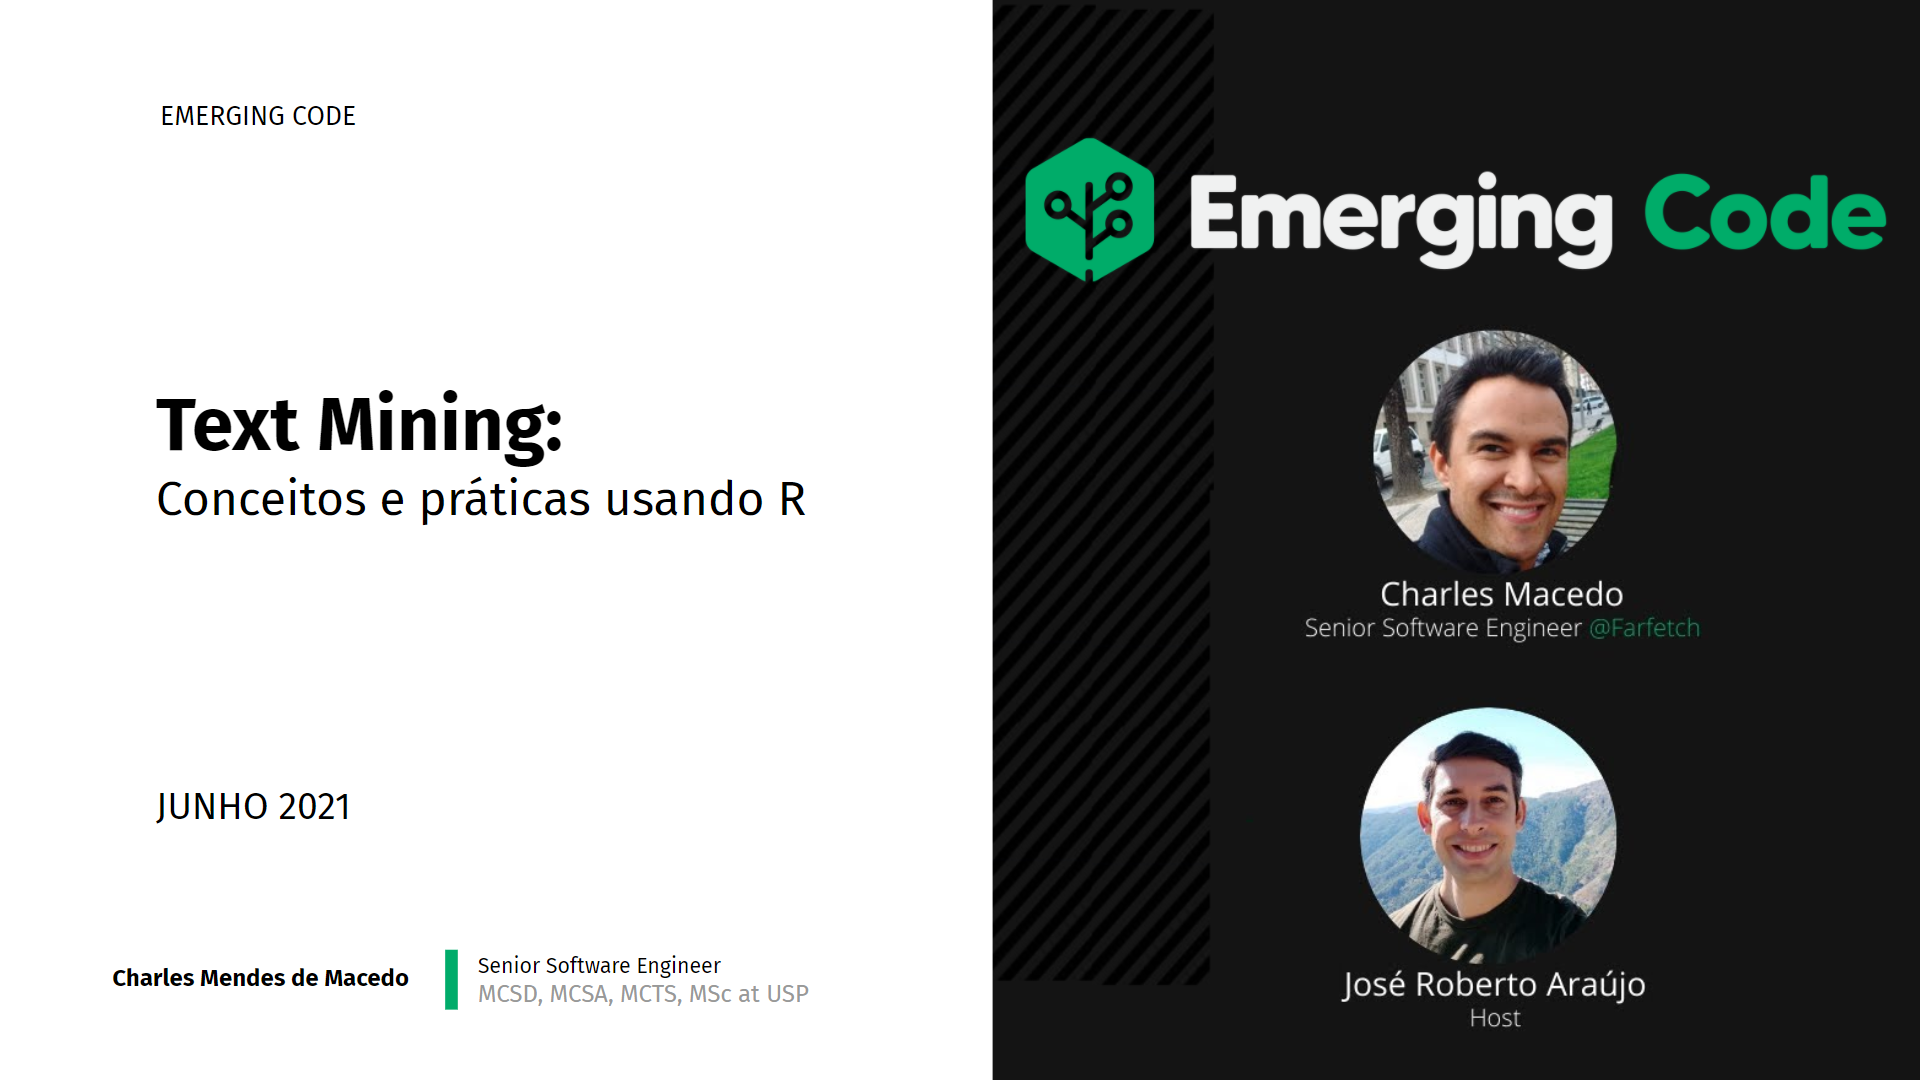 EMERGING CODE
Text Mining:
Conceitos e práticas usando R
JUNHO 2021
Charles Mendes de Macedo
Senior Software Engineer
MCSD, MCSA, MCTS, MSc at USP
Emerging Code
Charles Macedo
Senior Software Engineer @Farfetch
José Roberto Araújo
Host